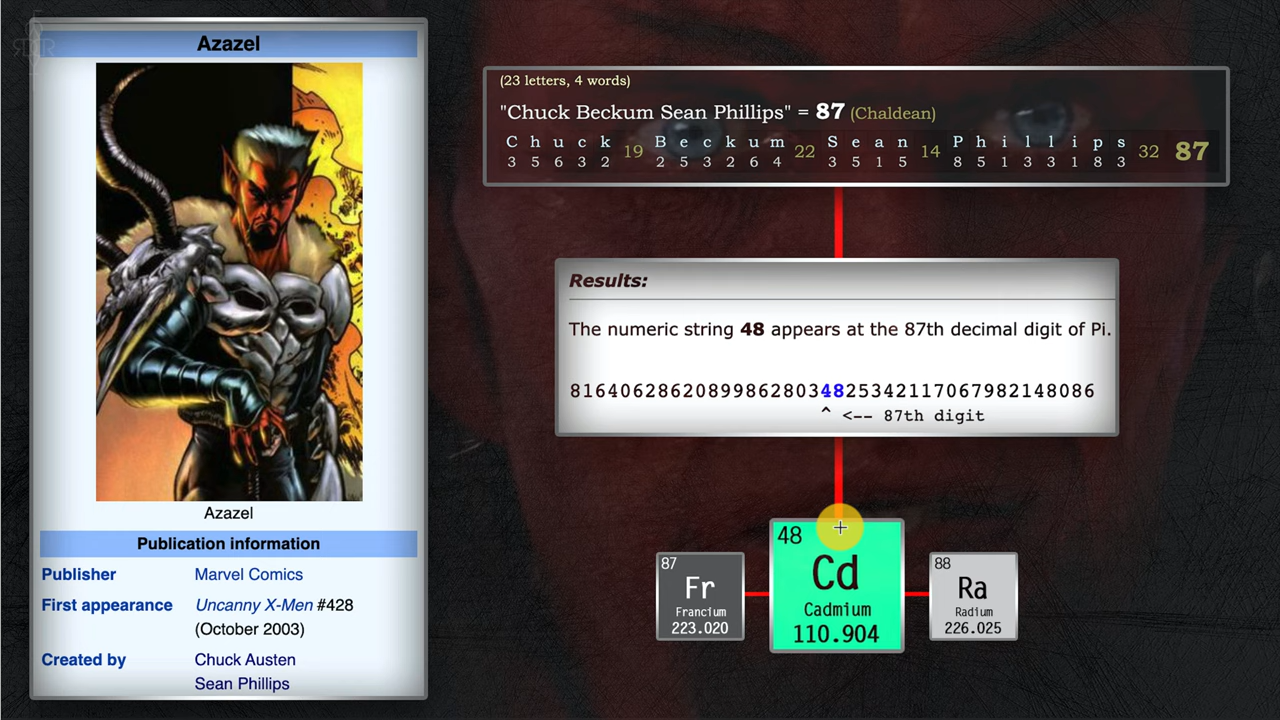 Azazel
Azazel
Publication information
Publisher Marvel Comics
First appearance Uncanny X-Men #428
(October 2003)
Created by Chuck Austen
Sean Phillips
(23 letters, 4 words)
"Chuck Beckum Sean Phillips" = 87 (Chaldean)
C h u c k 19 B e c k u m 22 S e a n 14 P h i l l i p s 32 87
3 5 6 3 2 2 5 3 2 6 4 3 5 1 5 8 5 1 3 3 1 8 3
Results:
The numeric string 48 appears at the 87th decimal digit of Pi.
816406286208998628034825342117067982148086
^ <-- 87th digit
87
Fr
Francium
223.020
48
Cd
Cadmium
110.904
88
Ra
Radium
226.025